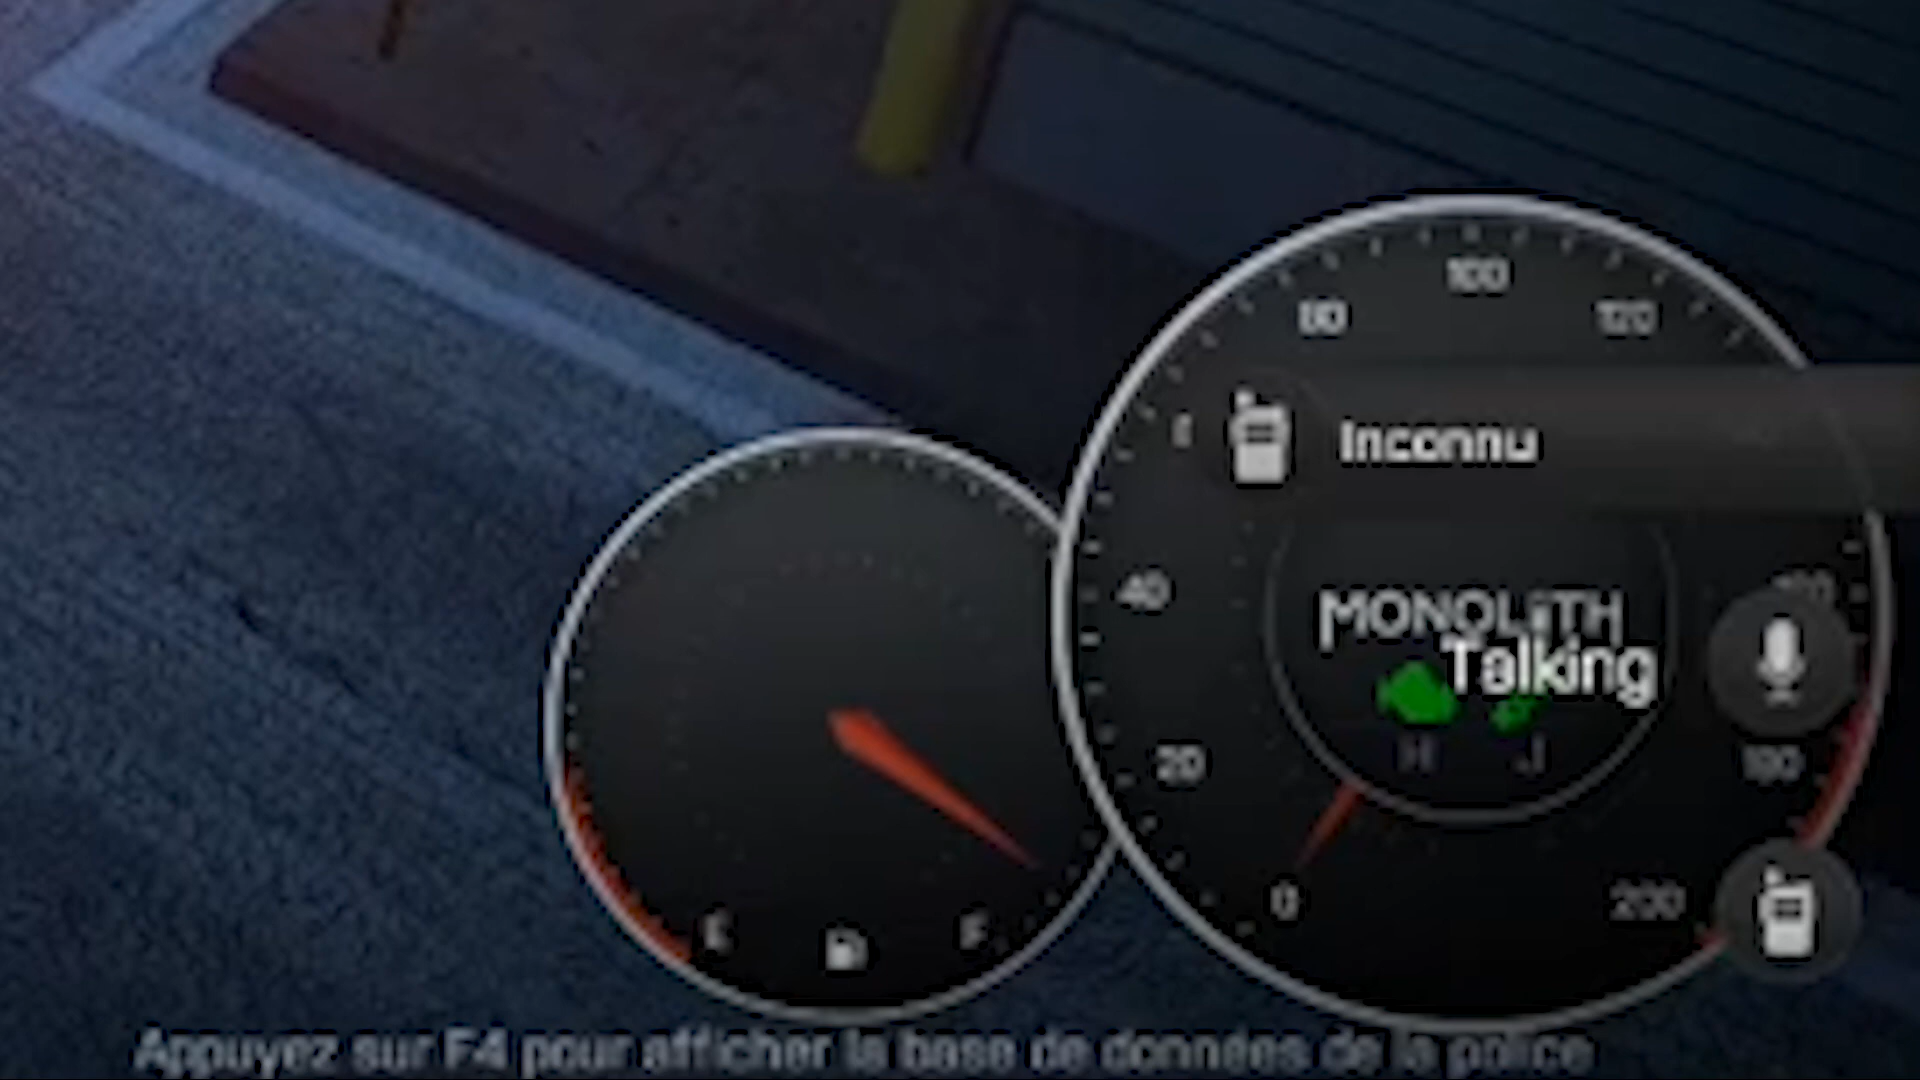 100
80
120
Inconnu
40
MONOLITH
Talking
20
H
J
180
0
200
E
F
Appuyez sur F4 pour afficher la base de données de la police